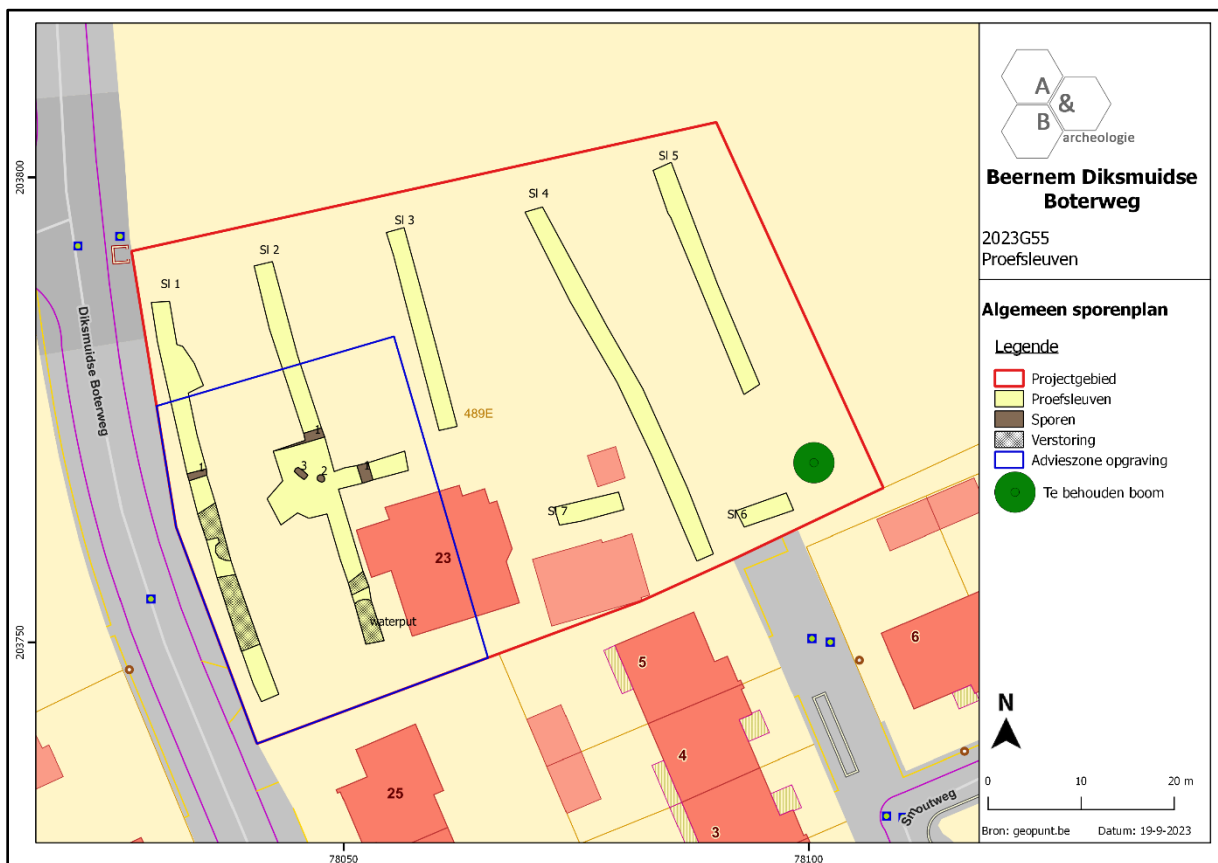 203800
203750
78050
78100
Sl 1
Sl 2
Sl 3
Sl 4
Sl 5
Sl 7
Sl 6
Diksmuidse Boterweg
489E
1
1
3
2
1
23
waterput
25
5
4
3
6
Smoutweg
A
&
B
archeologie
Beernem Diksmuidse
Boterweg
2023G55
Proefsleuven
Algemeen sporenplan
Legende
Projectgebied
Proefsleuven
Sporen
Verstoring
Advieszone opgraving
Te behouden boom
N
0 10 20 m
Bron: geopunt.be Datum: 19-9-2023